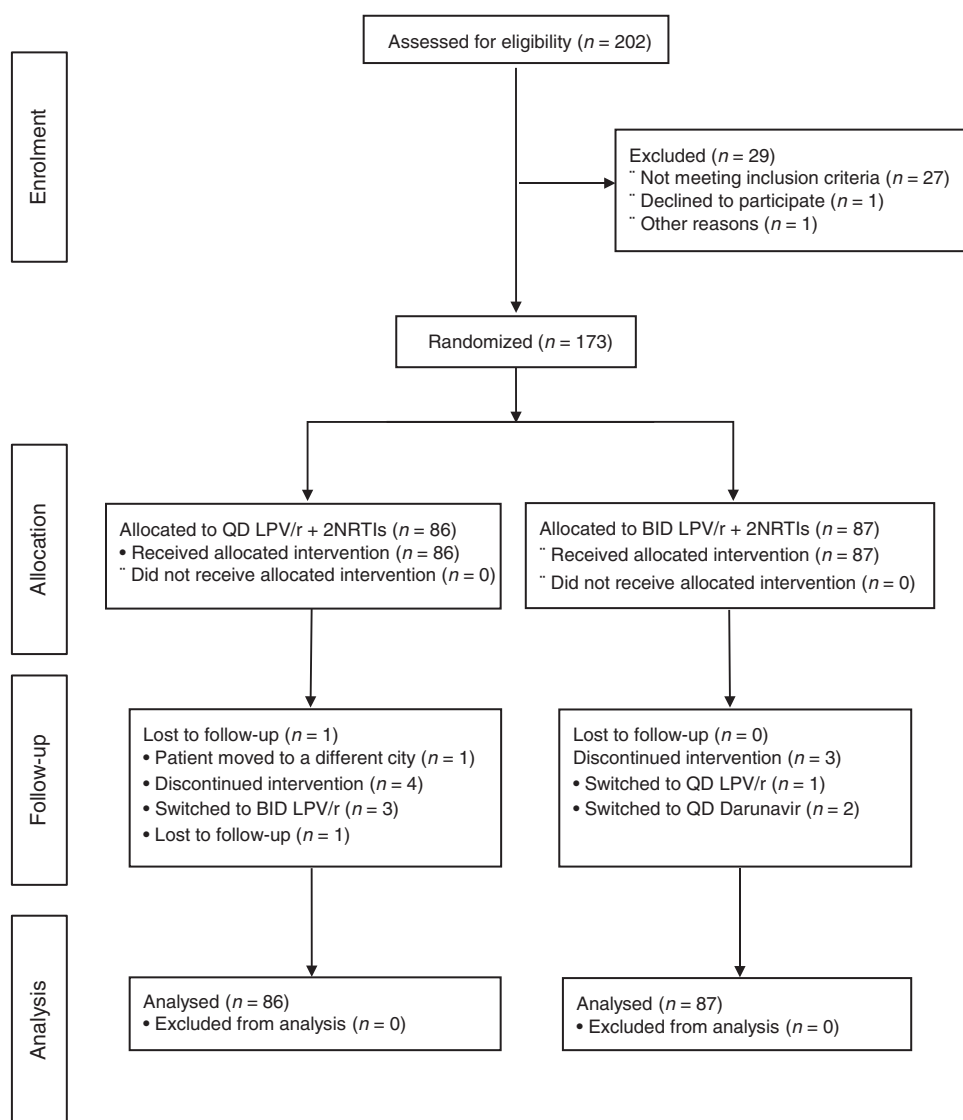 Enrolment
Assessed for eligibility (n = 202)
Excluded (n = 29)
¨ Not meeting inclusion criteria (n = 27)
¨ Declined to participate (n = 1)
¨ Other reasons (n = 1)
Randomized (n = 173)
Allocation
Allocated to QD LPV/r + 2NRTIs (n = 86)
• Received allocated intervention (n = 86)
¨ Did not receive allocated intervention (n = 0)
Allocated to BID LPV/r + 2NRTIs (n = 87)
¨ Received allocated intervention (n = 87)
¨ Did not receive allocated intervention (n = 0)
Follow-up
Lost to follow-up (n = 1)
• Patient moved to a different city (n = 1)
• Discontinued intervention (n = 4)
• Switched to BID LPV/r (n = 3)
• Lost to follow-up (n = 1)
Lost to follow-up (n = 0)
Discontinued intervention (n = 3)
• Switched to QD LPV/r (n = 1)
• Switched to QD Darunavir (n = 2)
Analysis
Analysed (n = 86)
• Excluded from analysis (n = 0)
Analysed (n = 87)
• Excluded from analysis (n = 0)